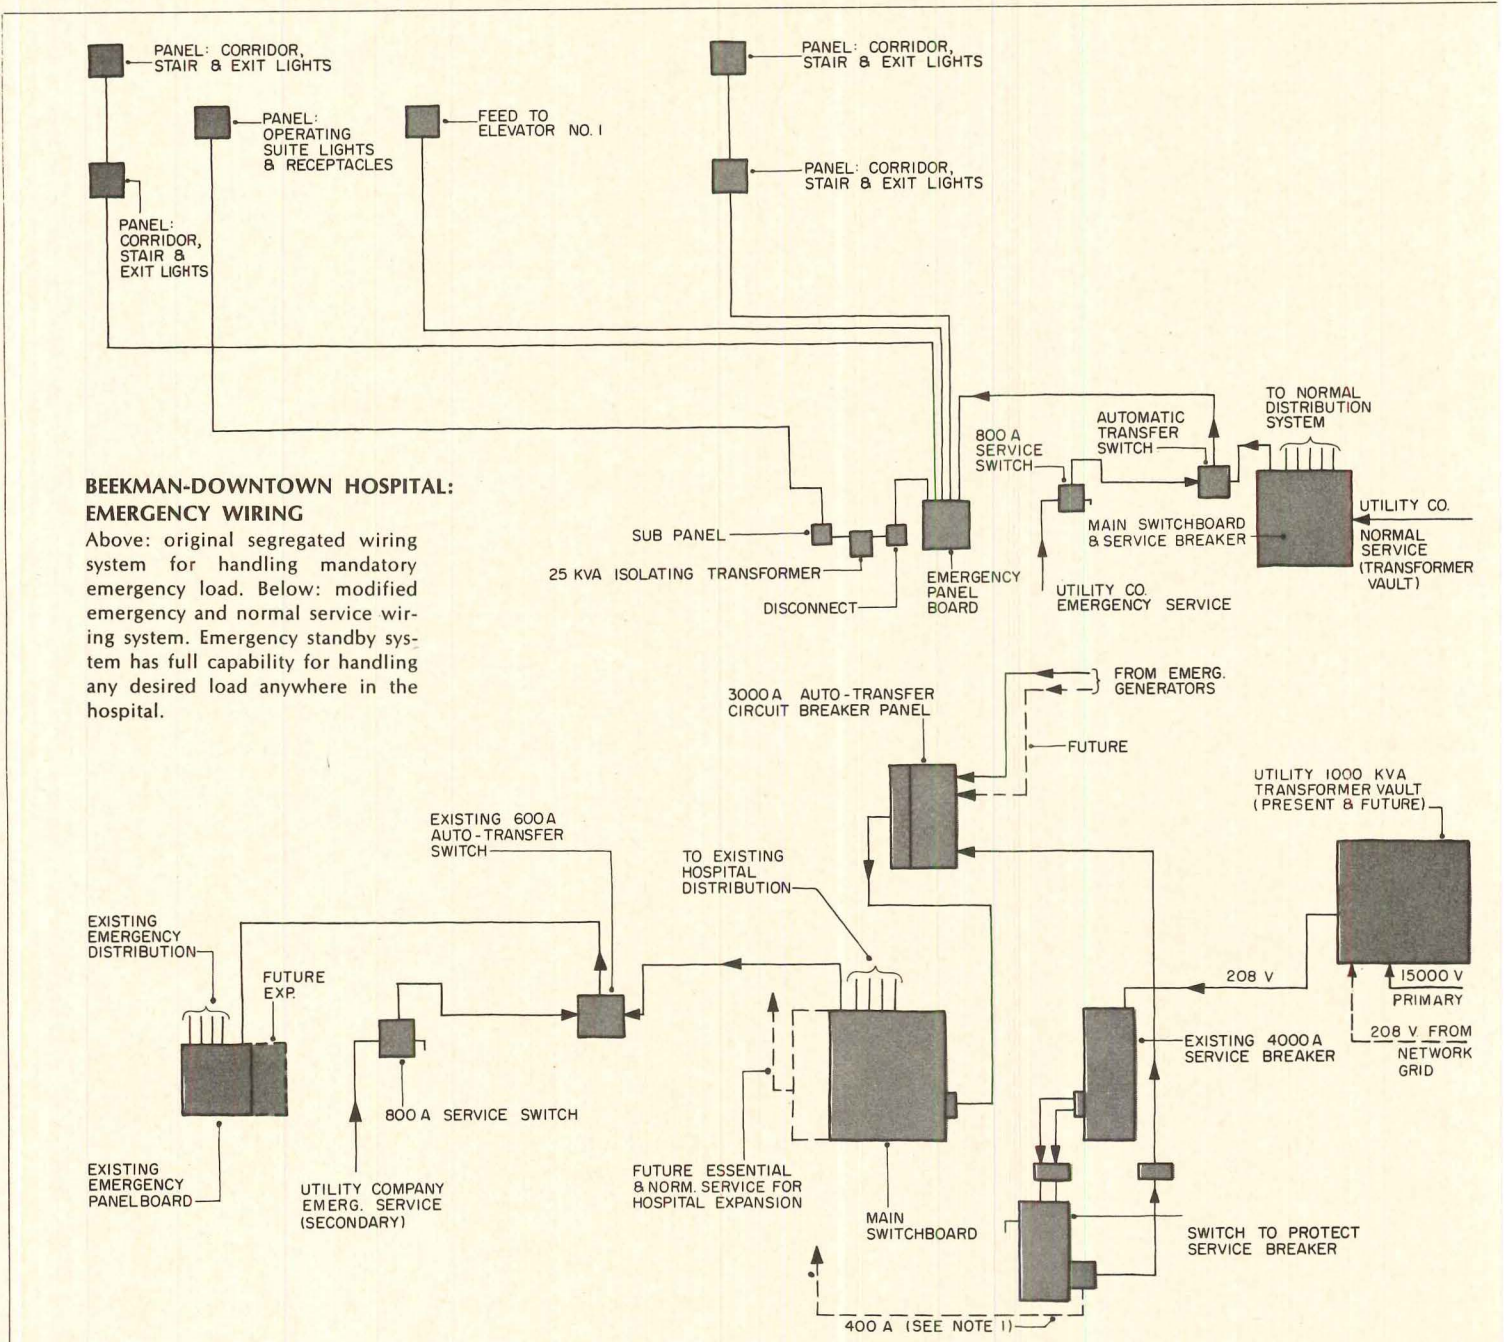 PANEL: CORRIDOR,
STAIR & EXIT LIGHTS
PANEL:
OPERATING
SUITE LIGHTS
& RECEPTACLES
FEED TO
ELEVATOR NO. 1
PANEL: CORRIDOR,
STAIR & EXIT LIGHTS
PANEL: CORRIDOR,
STAIR & EXIT LIGHTS
PANEL:
CORRIDOR,
STAIR &
EXIT LIGHTS
TO NORMAL
DISTRIBUTION
SYSTEM
AUTOMATIC
TRANSFER
SWITCH
800 A
SERVICE
SWITCH
UTILITY CO.
NORMAL
SERVICE
(TRANSFORMER
VAULT)
MAIN SWITCHBOARD
& SERVICE BREAKER
SUB PANEL
25 KVA ISOLATING TRANSFORMER
DISCONNECT
EMERGENCY
PANEL
BOARD
UTILITY CO.
EMERGENCY SERVICE
BEEKMAN-DOWNTOWN HOSPITAL:
EMERGENCY WIRING
Above: original segregated wiring
system for handling mandatory
emergency load. Below: modified
emergency and normal service wir-
ing system. Emergency standby sys-
tem has full capability for handling
any desired load anywhere in the
hospital.
3000 A AUTO-TRANSFER
CIRCUIT BREAKER PANEL
FROM EMERG.
GENERATORS
FUTURE
UTILITY 1000 KVA
TRANSFORMER VAULT
(PRESENT & FUTURE)
EXISTING 600 A
AUTO-TRANSFER
SWITCH
TO EXISTING
HOSPITAL
DISTRIBUTION
EXISTING
EMERGENCY
DISTRIBUTION
FUTURE
EXP.
208 V
15000 V
PRIMARY
208 V FROM
NETWORK
GRID
EXISTING 4000 A
SERVICE BREAKER
800 A SERVICE SWITCH
EXISTING
EMERGENCY
PANELBOARD
UTILITY COMPANY
EMERG. SERVICE
(SECONDARY)
FUTURE ESSENTIAL
& NORM. SERVICE FOR
HOSPITAL EXPANSION
MAIN
SWITCHBOARD
SWITCH TO PROTECT
SERVICE BREAKER
400 A (SEE NOTE 1)